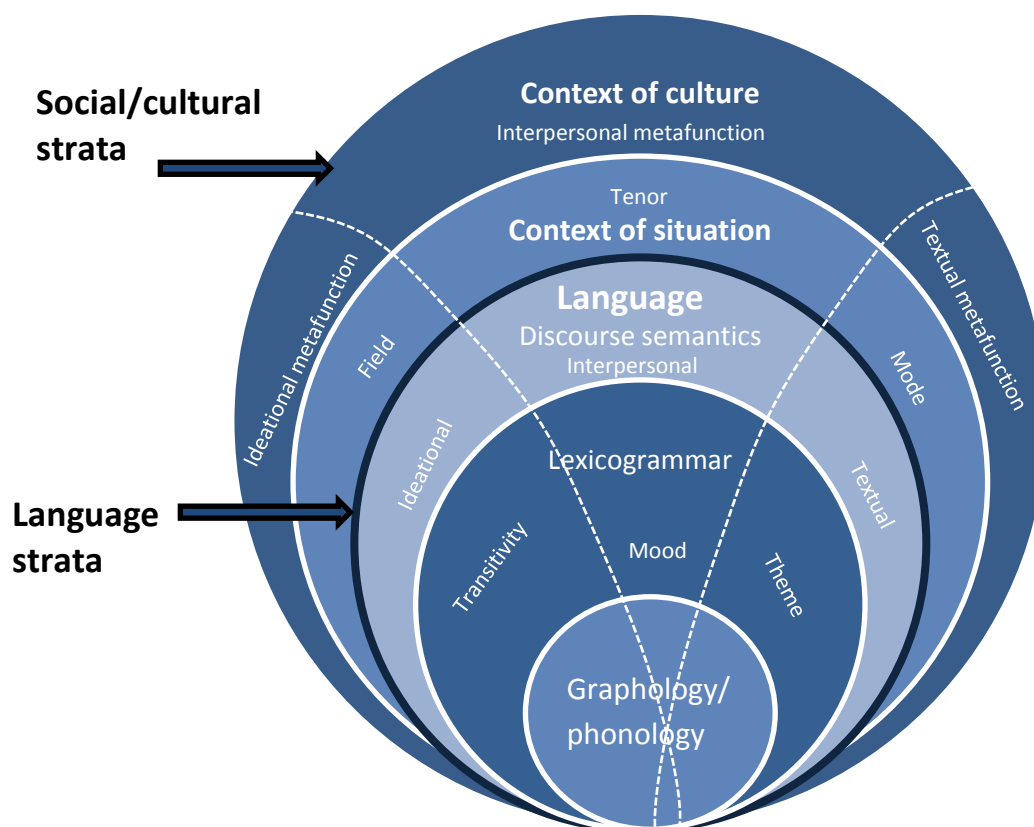 Social/cultural
strata
Context of culture
Interpersonal metafunction
Tenor
Context of situation
Ideational metafunction
Textual metafunction
Field
Mode
Language
Discourse semantics
Interpersonal
Ideational
Textual
Language
strata
Lexicogrammar
Transitivity
Mood
Theme
Graphology/
phonology